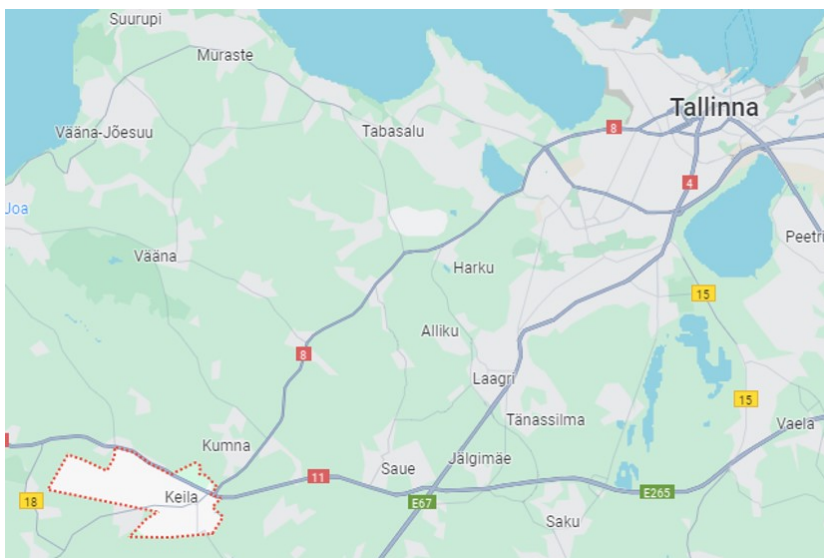 Suurupi
Muraste
Tallinna
Vääna-Jõesuu
Tabasalu
8
4
Joa
Peetri
Vääna
Harku
15
Alliku
8
Laagri
15
Tänassilma
Vaela
Kumna
Jälgimäe
Saue
11
Keila
18
E67
E265
Saku